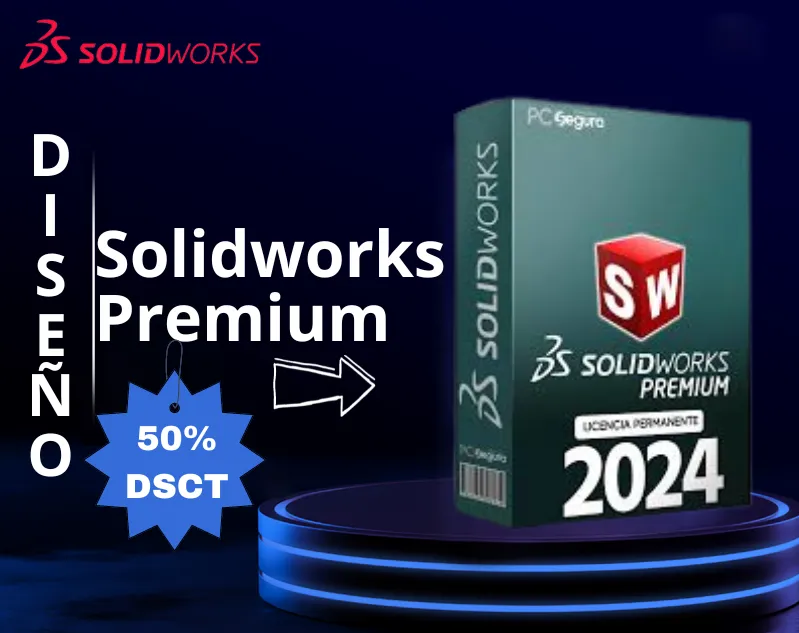 SOLIDWORKS
D
I
S
E
Ñ
O
Solidworks
Premium
50%
DSCT
PC Segura
SW
SOLIDWORKS
PREMIUM
LICENCIA PERMANENTE
2024
SOLIDWORKS
PC Segura